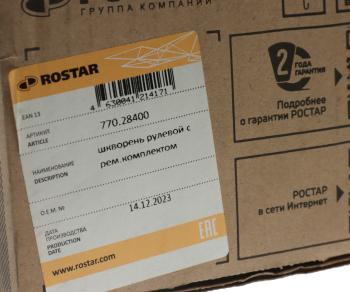 ГРУППА КОМПАНИЙ
ROSTAR
EAN 13
4 630041 214171
АРТИКУЛ
ARTICLE
770.28400
НАИМЕНОВАНИЕ
DESCRIPTION
шкворень рулевой с
рем.комплектом
O.E.M. №
ДАТА
ПРОИЗВОДСТВА
PRODUCTION
DATE
14.12.2023
EAC
www.rostar.com
2 ГОДА
ГАРАНТИЯ
Подробнее
о гарантии РОСТАР
РОСТАР
в сети Интернет